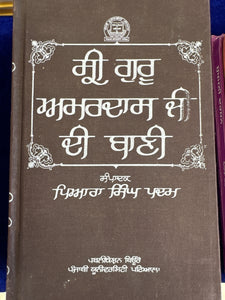 ਸ੍ਰੀ ਗੁਰੂ
ਅਮਰਦਾਸ ਜੀ
ਦੀ ਬਾਣੀ
ਸੰਪਾਦਕ
ਪਿਆਰਾ ਸਿੰਘ ਪਦਮ
ਪਬਲੀਕੇਸ਼ਨ ਬਿਊਰੋ
ਪੰਜਾਬੀ ਯੂਨੀਵਰਸਿਟੀ ਪਟਿਆਲਾ